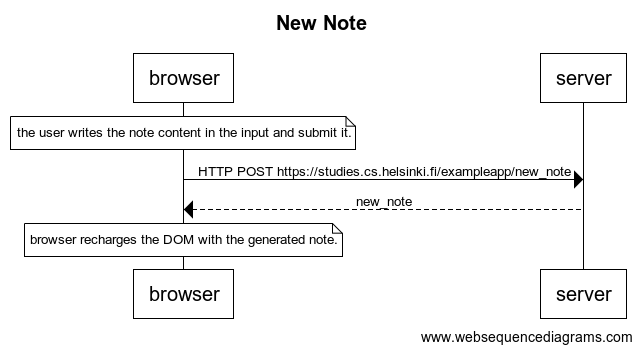 New Note
browser server
the user writes the note content in the input and submit it.
HTTP POST https://studies.cs.helsinki.fi/exampleapp/new_note
new_note
browser recharges the DOM with the generated note.
browser server
www.websequencediagrams.com